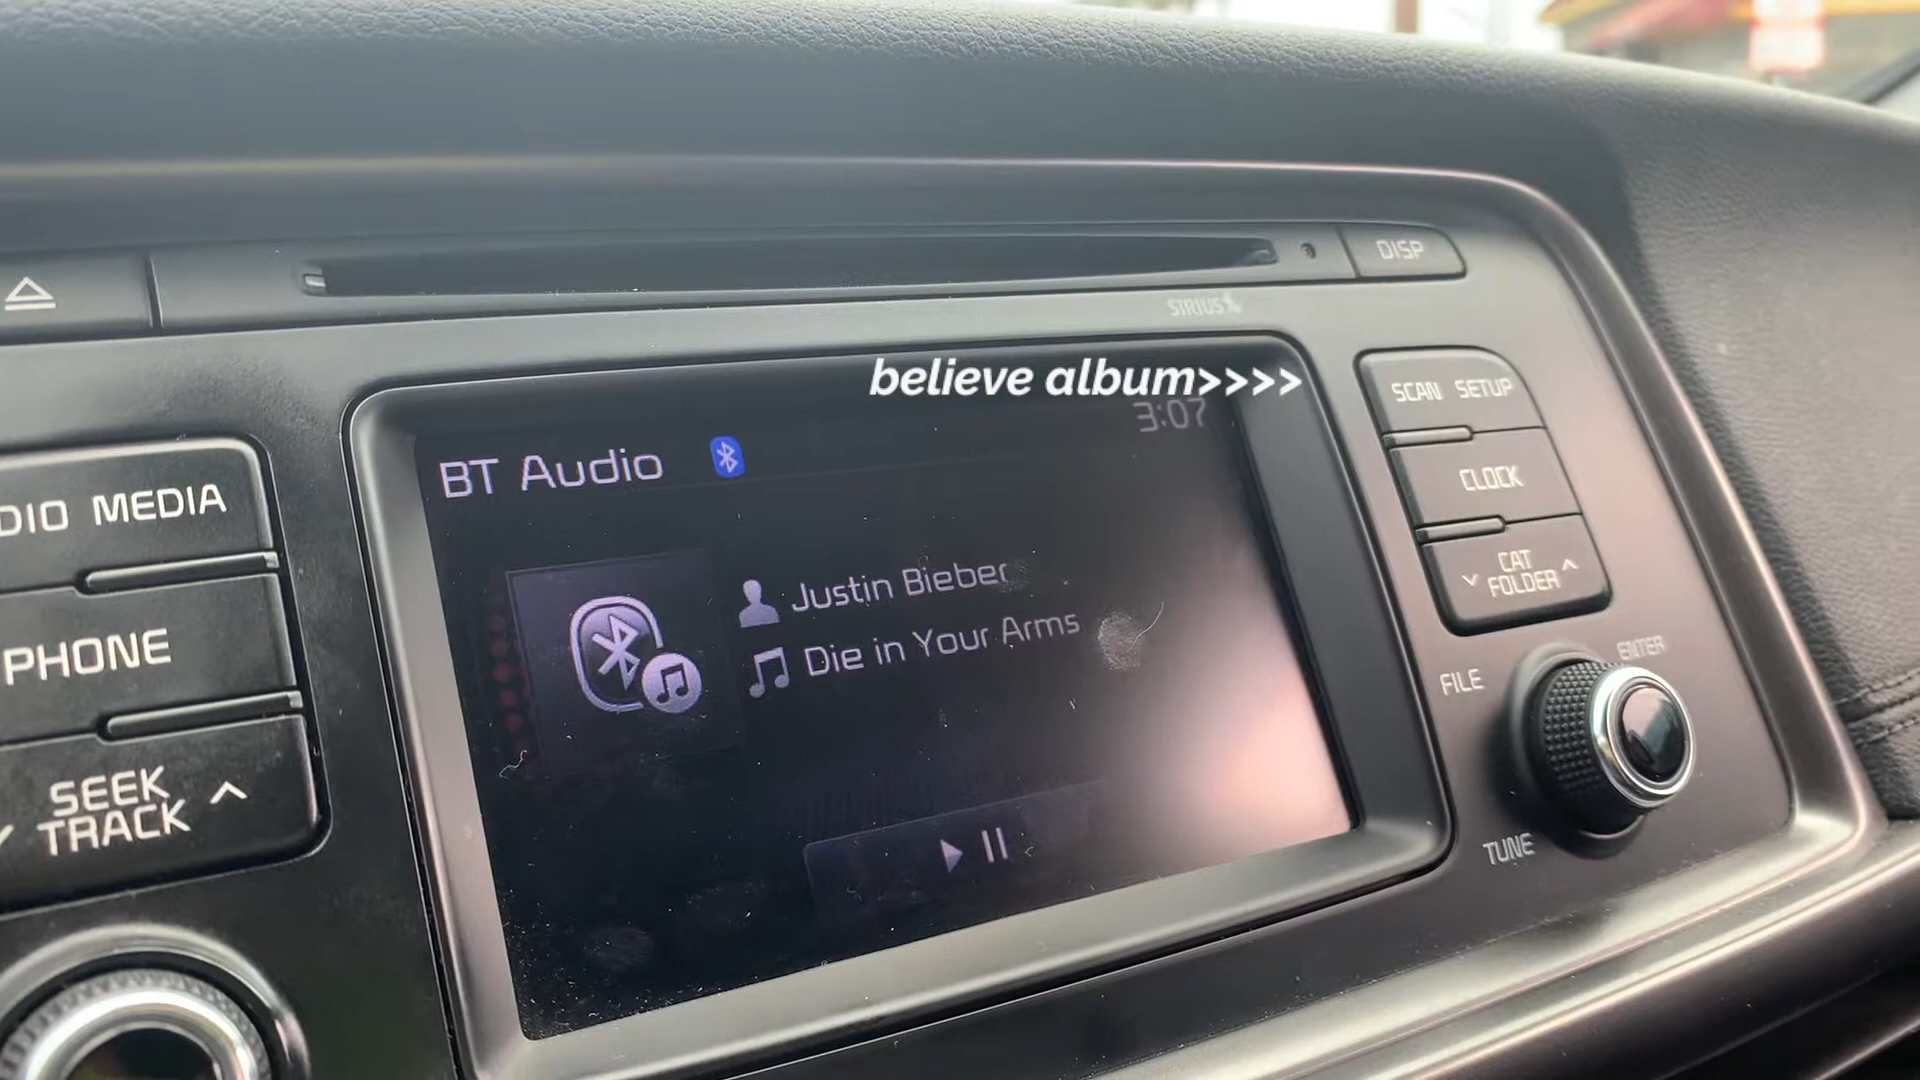 DISP
SIRIUS
believe album>>>>
3:07
BT Audio
SCAN SETUP
DIO MEDIA
CLOCK
Justin Bieber
CAT
FOLDER
Die in Your Arms
PHONE
ENTER
FILE
SEEK
TRACK
TUNE